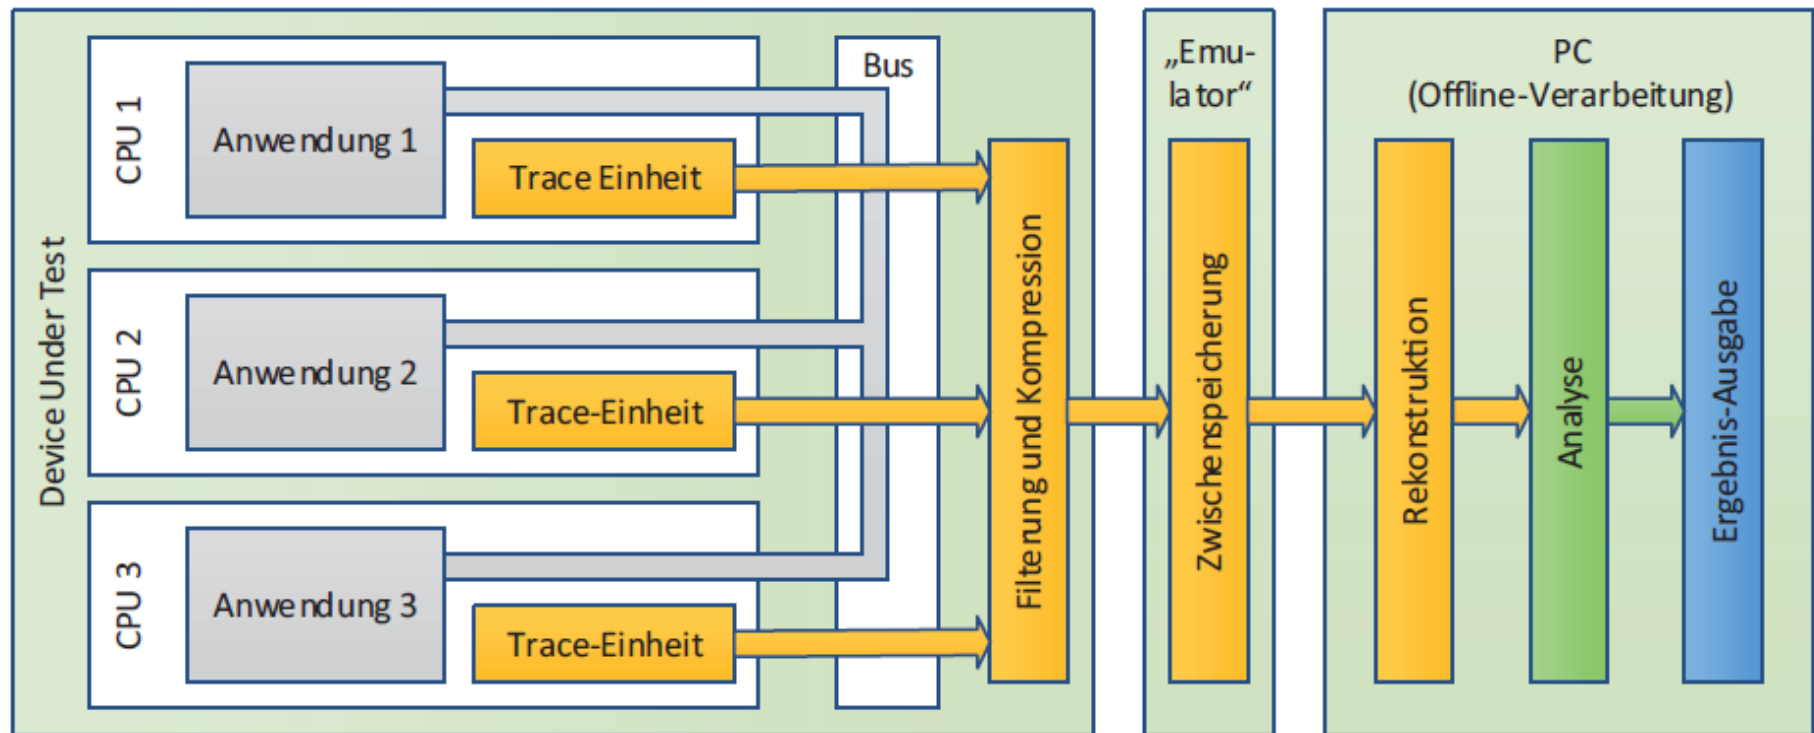 Device Under Test
CPU 1
Anwendung 1
Trace Einheit
CPU 2
Anwendung 2
Trace-Einheit
CPU 3
Anwendung 3
Trace-Einheit
Bus
Filterung und Kompression
„Emu-
lator“
Zwischenspeicherung
PC
(Offline-Verarbeitung)
Rekonstruktion
Analyse
Ergebnis-Ausgabe